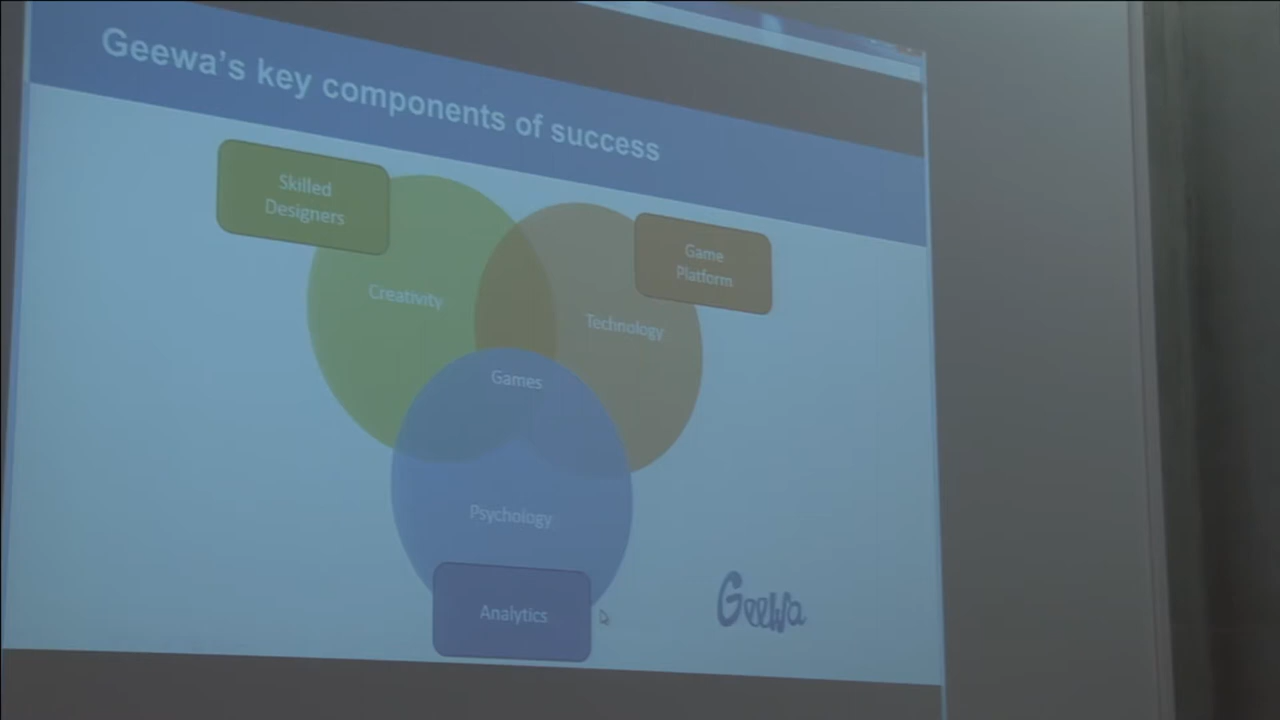 Geewa's key components of success
Skilled
Designers
Game
Platform
Creativity
Technology
Games
Psychology
Analytics
Geewa